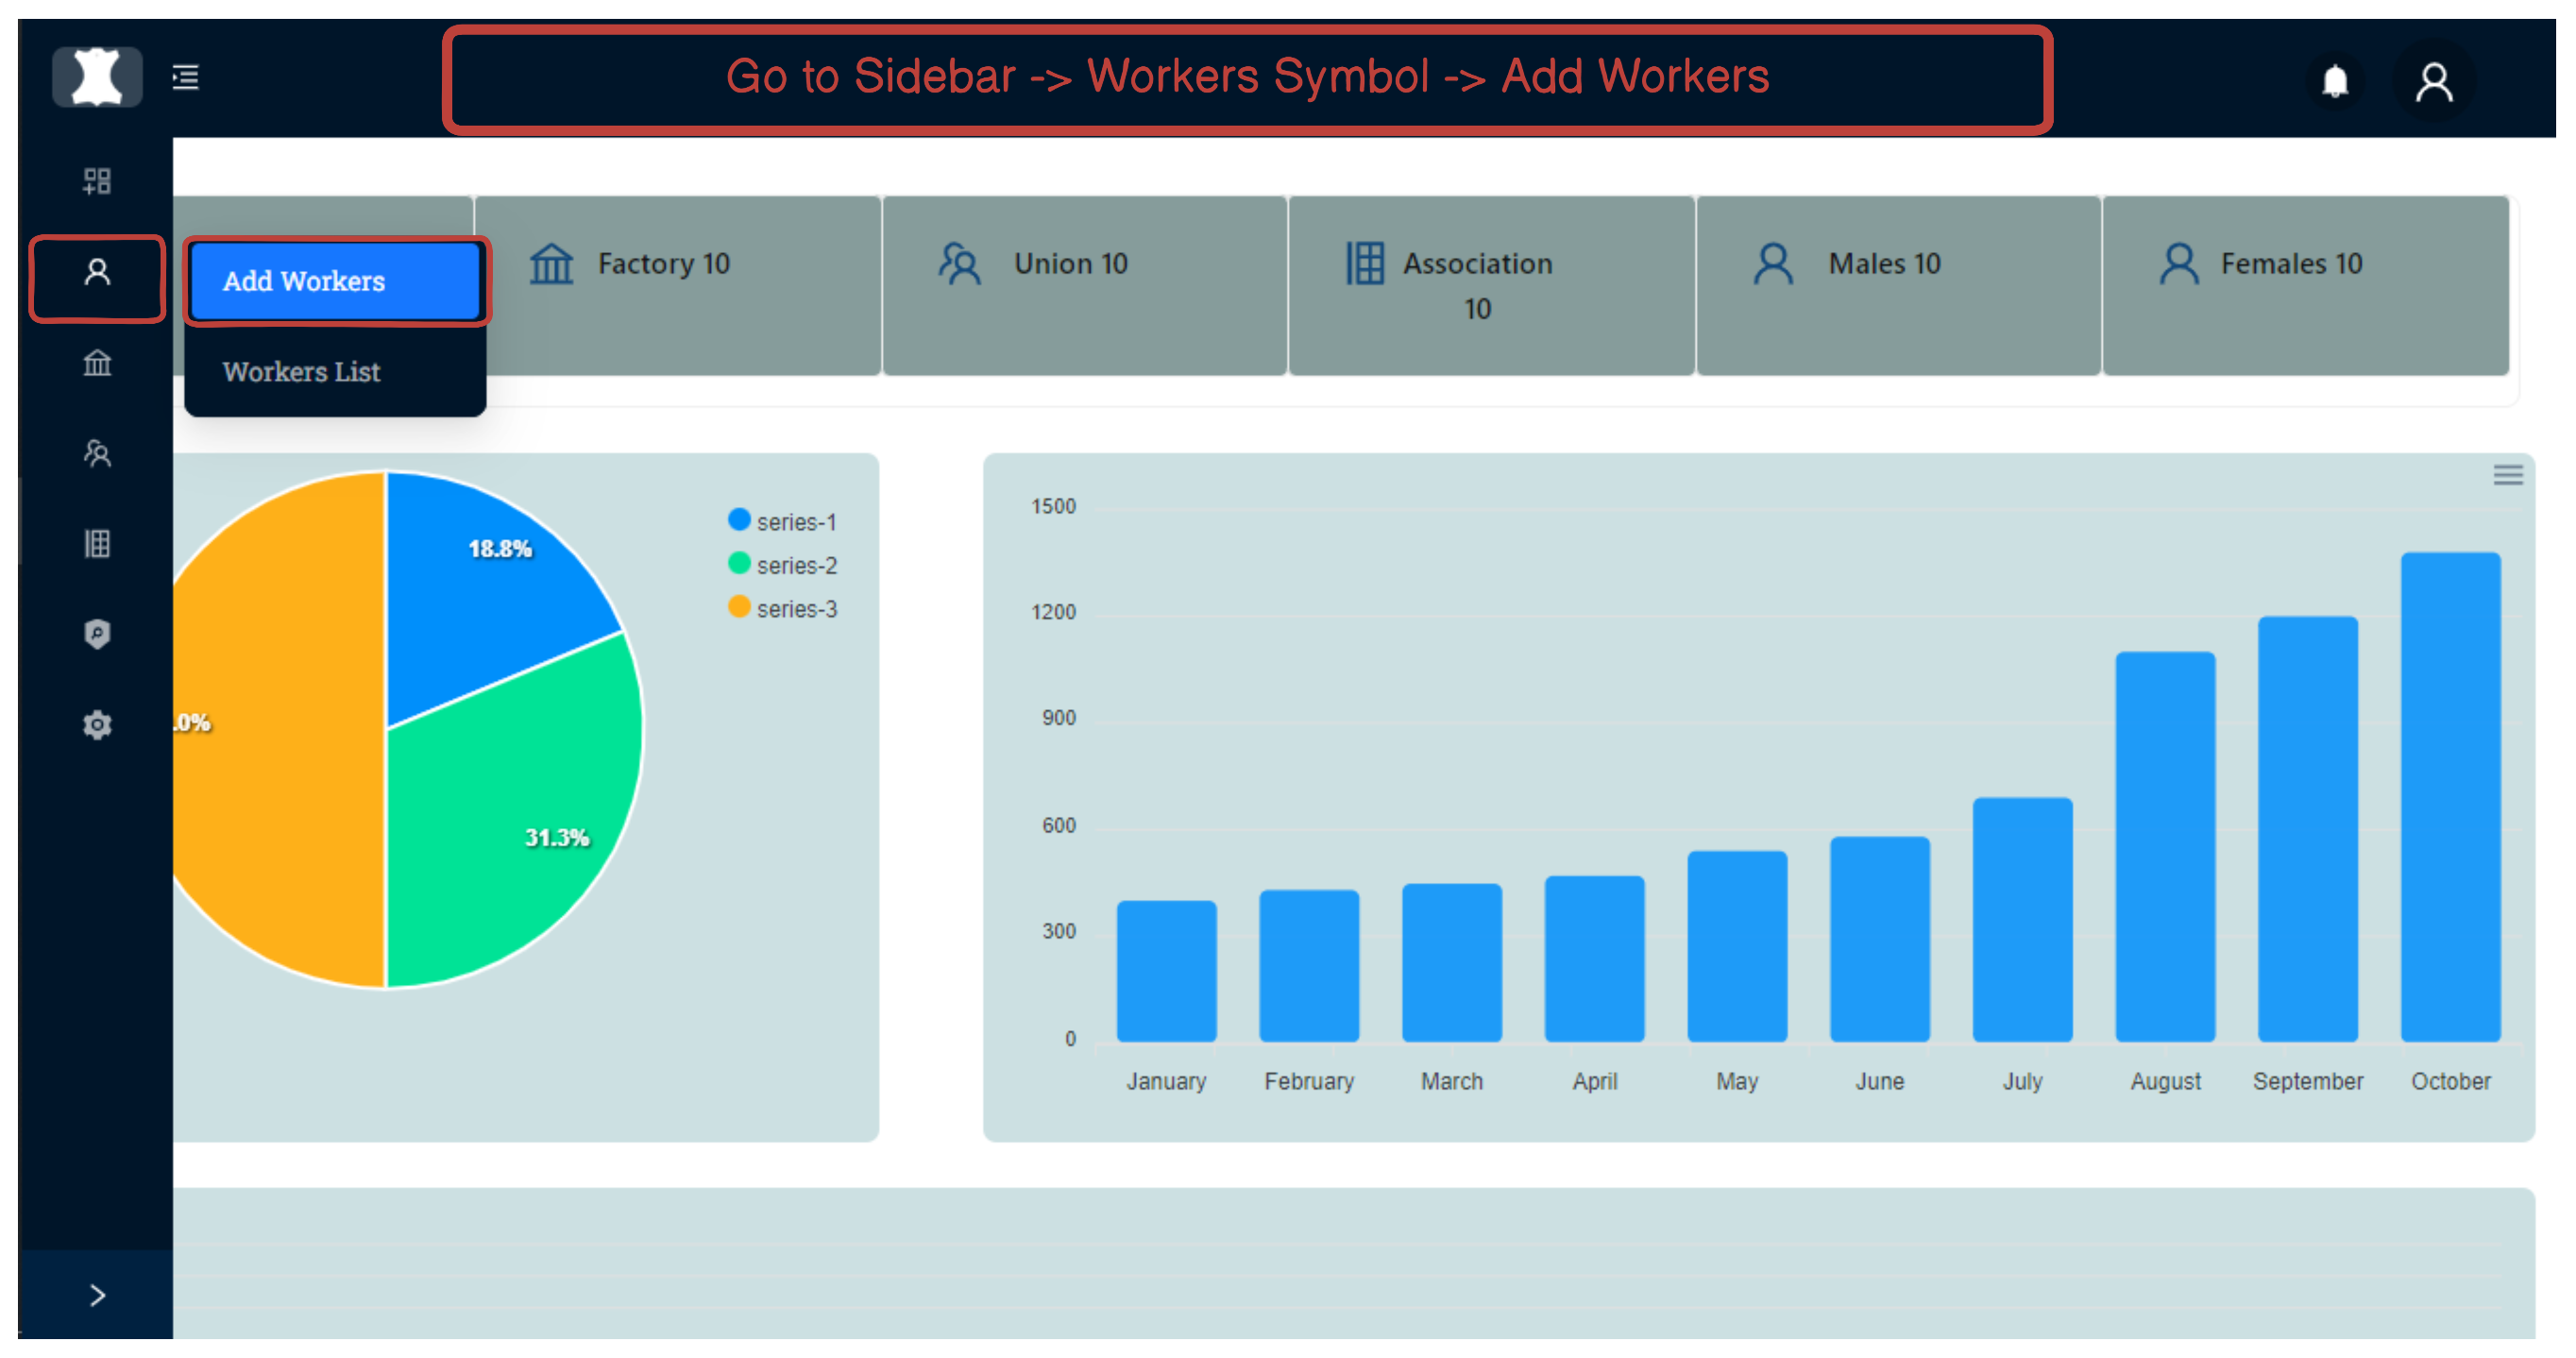 Go to Sidebar -> Workers Symbol -> Add Workers
Add Workers
Workers List
Factory 10
Union 10
Association
10
Males 10
Females 10
18.8%
31.3%
.0%
series-1
series-2
series-3
1500
1200
900
600
300
0
January February March April May June July August September October